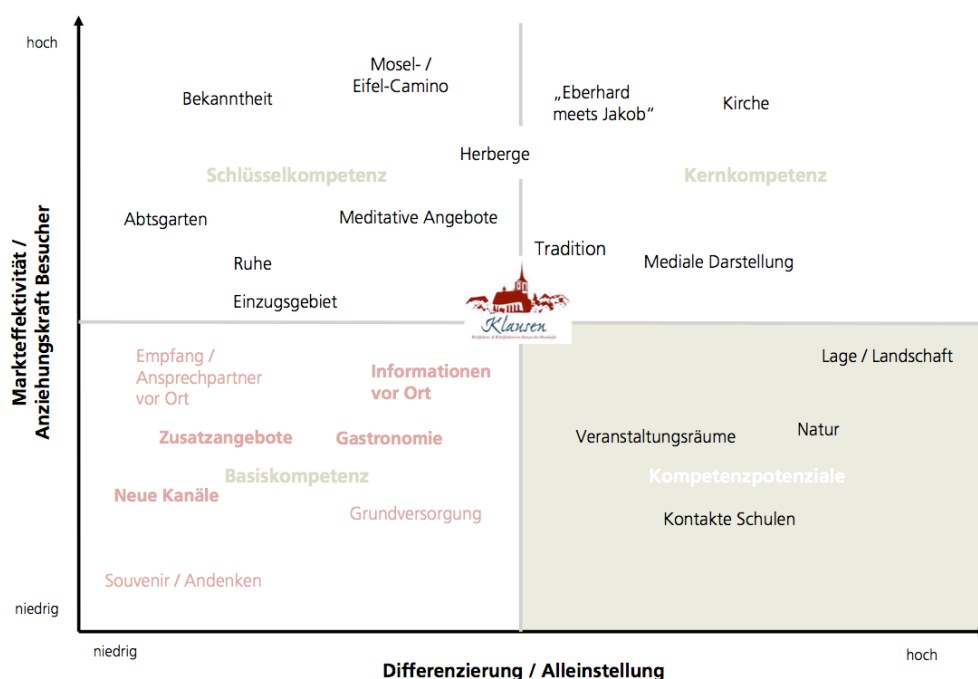 hoch
Mosel- /
Eifel-Camino
Bekanntheit
„Eberhard
meets Jakob“
Kirche
Herberge
Schlüsselkompetenz
Kernkompetenz
Abtsgarten
Meditative Angebote
Tradition
Ruhe
Mediale Darstellung
Einzugsgebiet
Klausen
Markteffektivität /
Anziehungskraft Besucher
Empfang /
Ansprechpartner
vor Ort
Informationen
vor Ort
Lage / Landschaft
Zusatzangebote
Gastronomie
Veranstaltungsräume
Natur
Basiskompetenz
Kompetenzpotenziale
Neue Kanäle
Grundversorgung
Kontakte Schulen
Souvenir / Andenken
niedrig
niedrig
hoch
Differenzierung / Alleinstellung